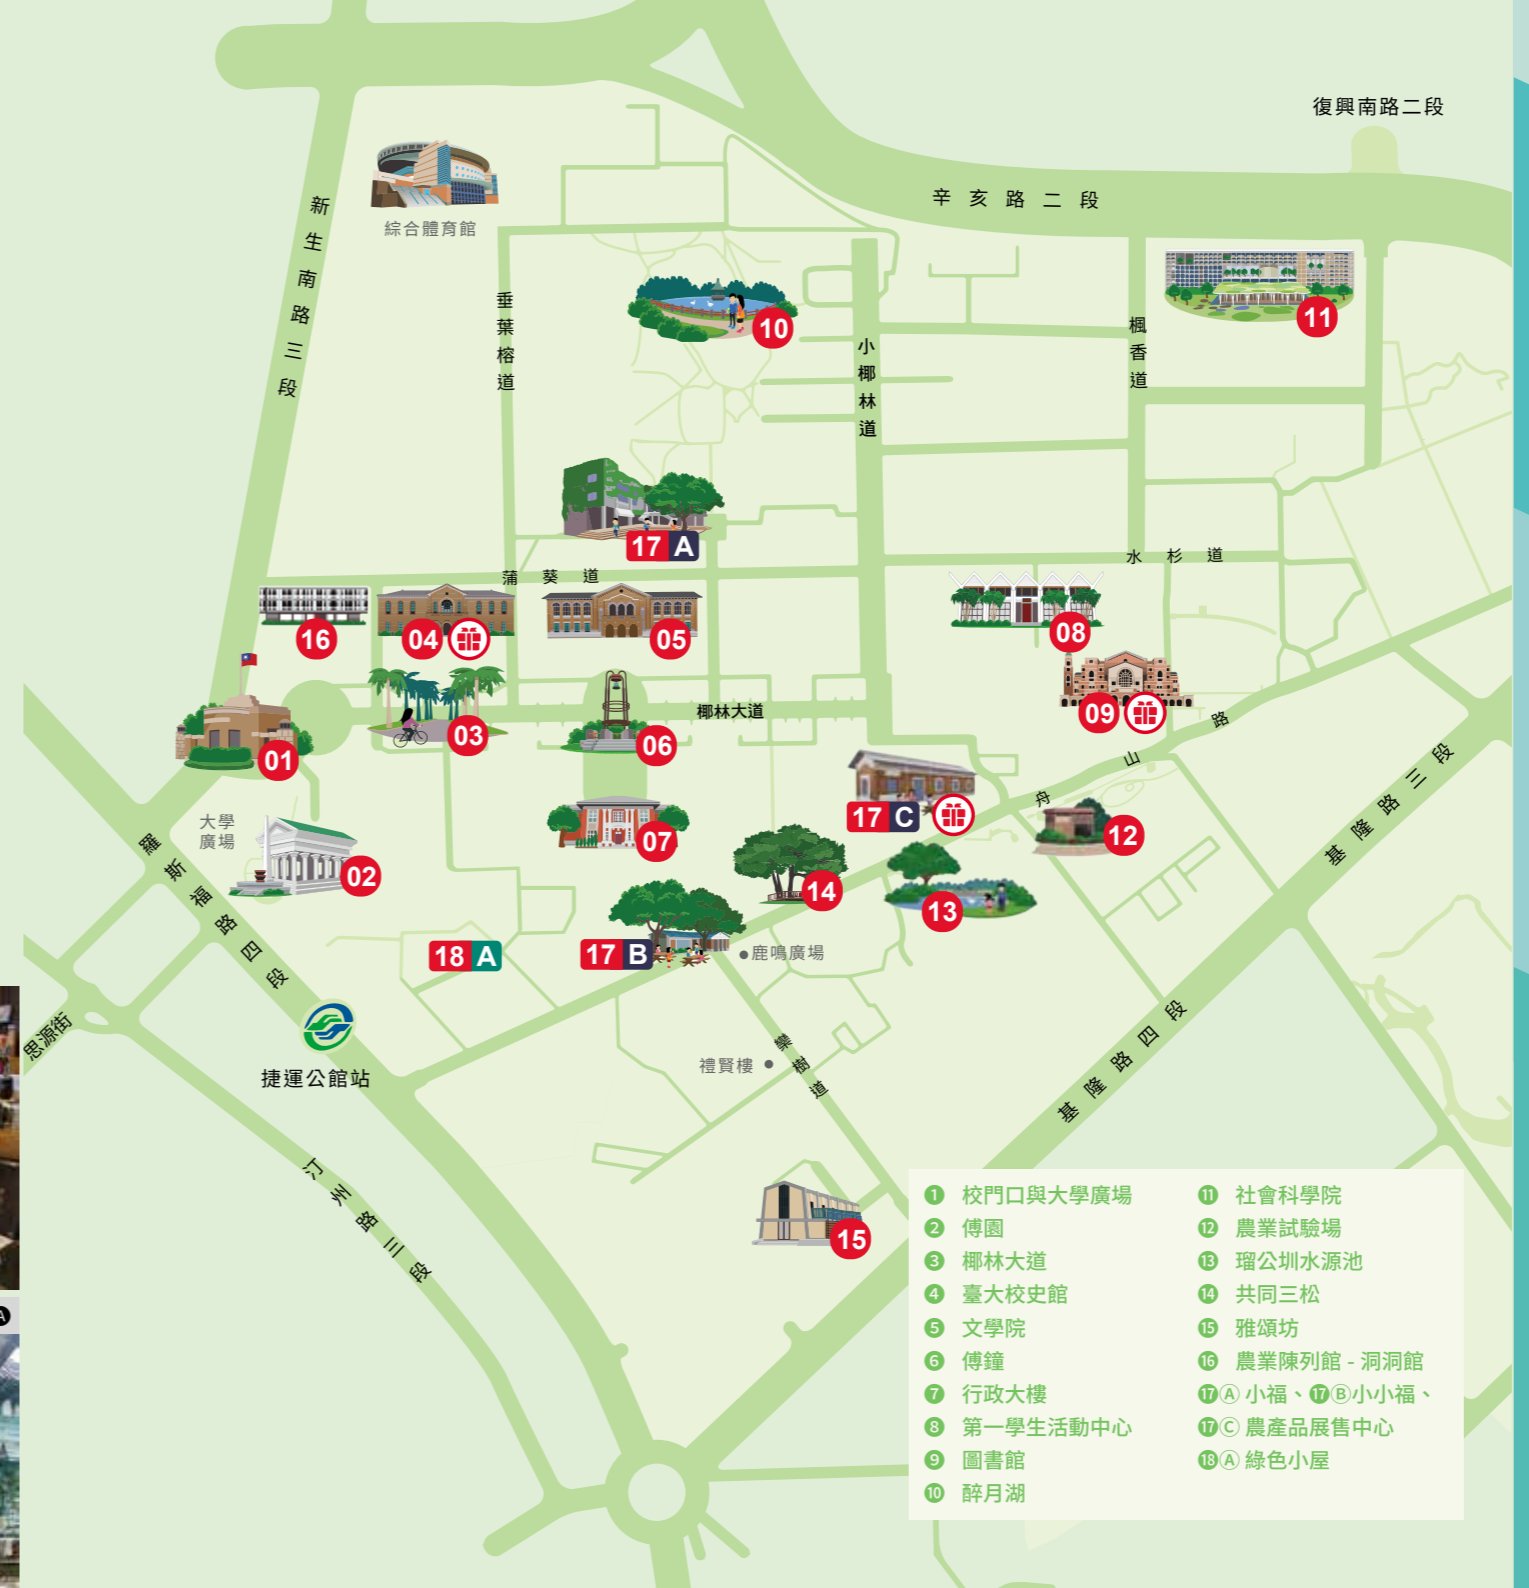 復興南路二段
辛亥路二段
新生南路三段
綜合體育館
垂葉榕道
10
小椰林道
楓香道
11
17 A
水杉道
蒲葵道
16
04
05
08
01
03
06
椰林大道
09
舟山路
大學
廣場
02
07
17 C
12
14
13
羅斯福路四段
18 A
17 B
鹿鳴廣場
基隆路三段
思源街
捷運公館站
禮賢樓
欒樹道
基隆路四段
汀州路三段
15
A
❶ 校門口與大學廣場
❷ 傅園
❸ 椰林大道
❹ 臺大校史館
❺ 文學院
❻ 傅鐘
❼ 行政大樓
❽ 第一學生活動中心
❾ 圖書館
❿ 醉月湖
⓫ 社會科學院
⓬ 農業試驗場
⓭ 瑠公圳水源池
⓮ 共同三松
⓯ 雅頌坊
⓰ 農業陳列館 - 洞洞館
⓱Ⓐ 小福、⓱Ⓑ小小福、
⓱Ⓒ 農產品展售中心
⓲Ⓐ 綠色小屋